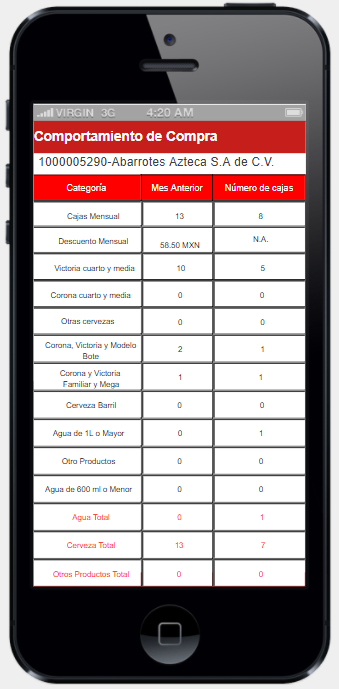 VIRGIN 3G 4:20 AM
Comportamiento de Compra
1000005290-Abarrotes Azteca S.A de C.V.
Categoría Mes Anterior Número de cajas
Cajas Mensual 13 8
Descuento Mensual 58.50 MXN N.A.
Victoria cuarto y media 10 5
Corona cuarto y media 0 0
Otras cervezas 0 0
Corona, Victoria y Modelo
Bote 2 1
Corona y Victoria
Familiar y Mega 1 1
Cerveza Barril 0 0
Agua de 1L o Mayor 0 1
Otro Productos 0 0
Agua de 600 ml o Menor 0 0
Agua Total 0 1
Cerveza Total 13 7
Otros Productos Total 0 0